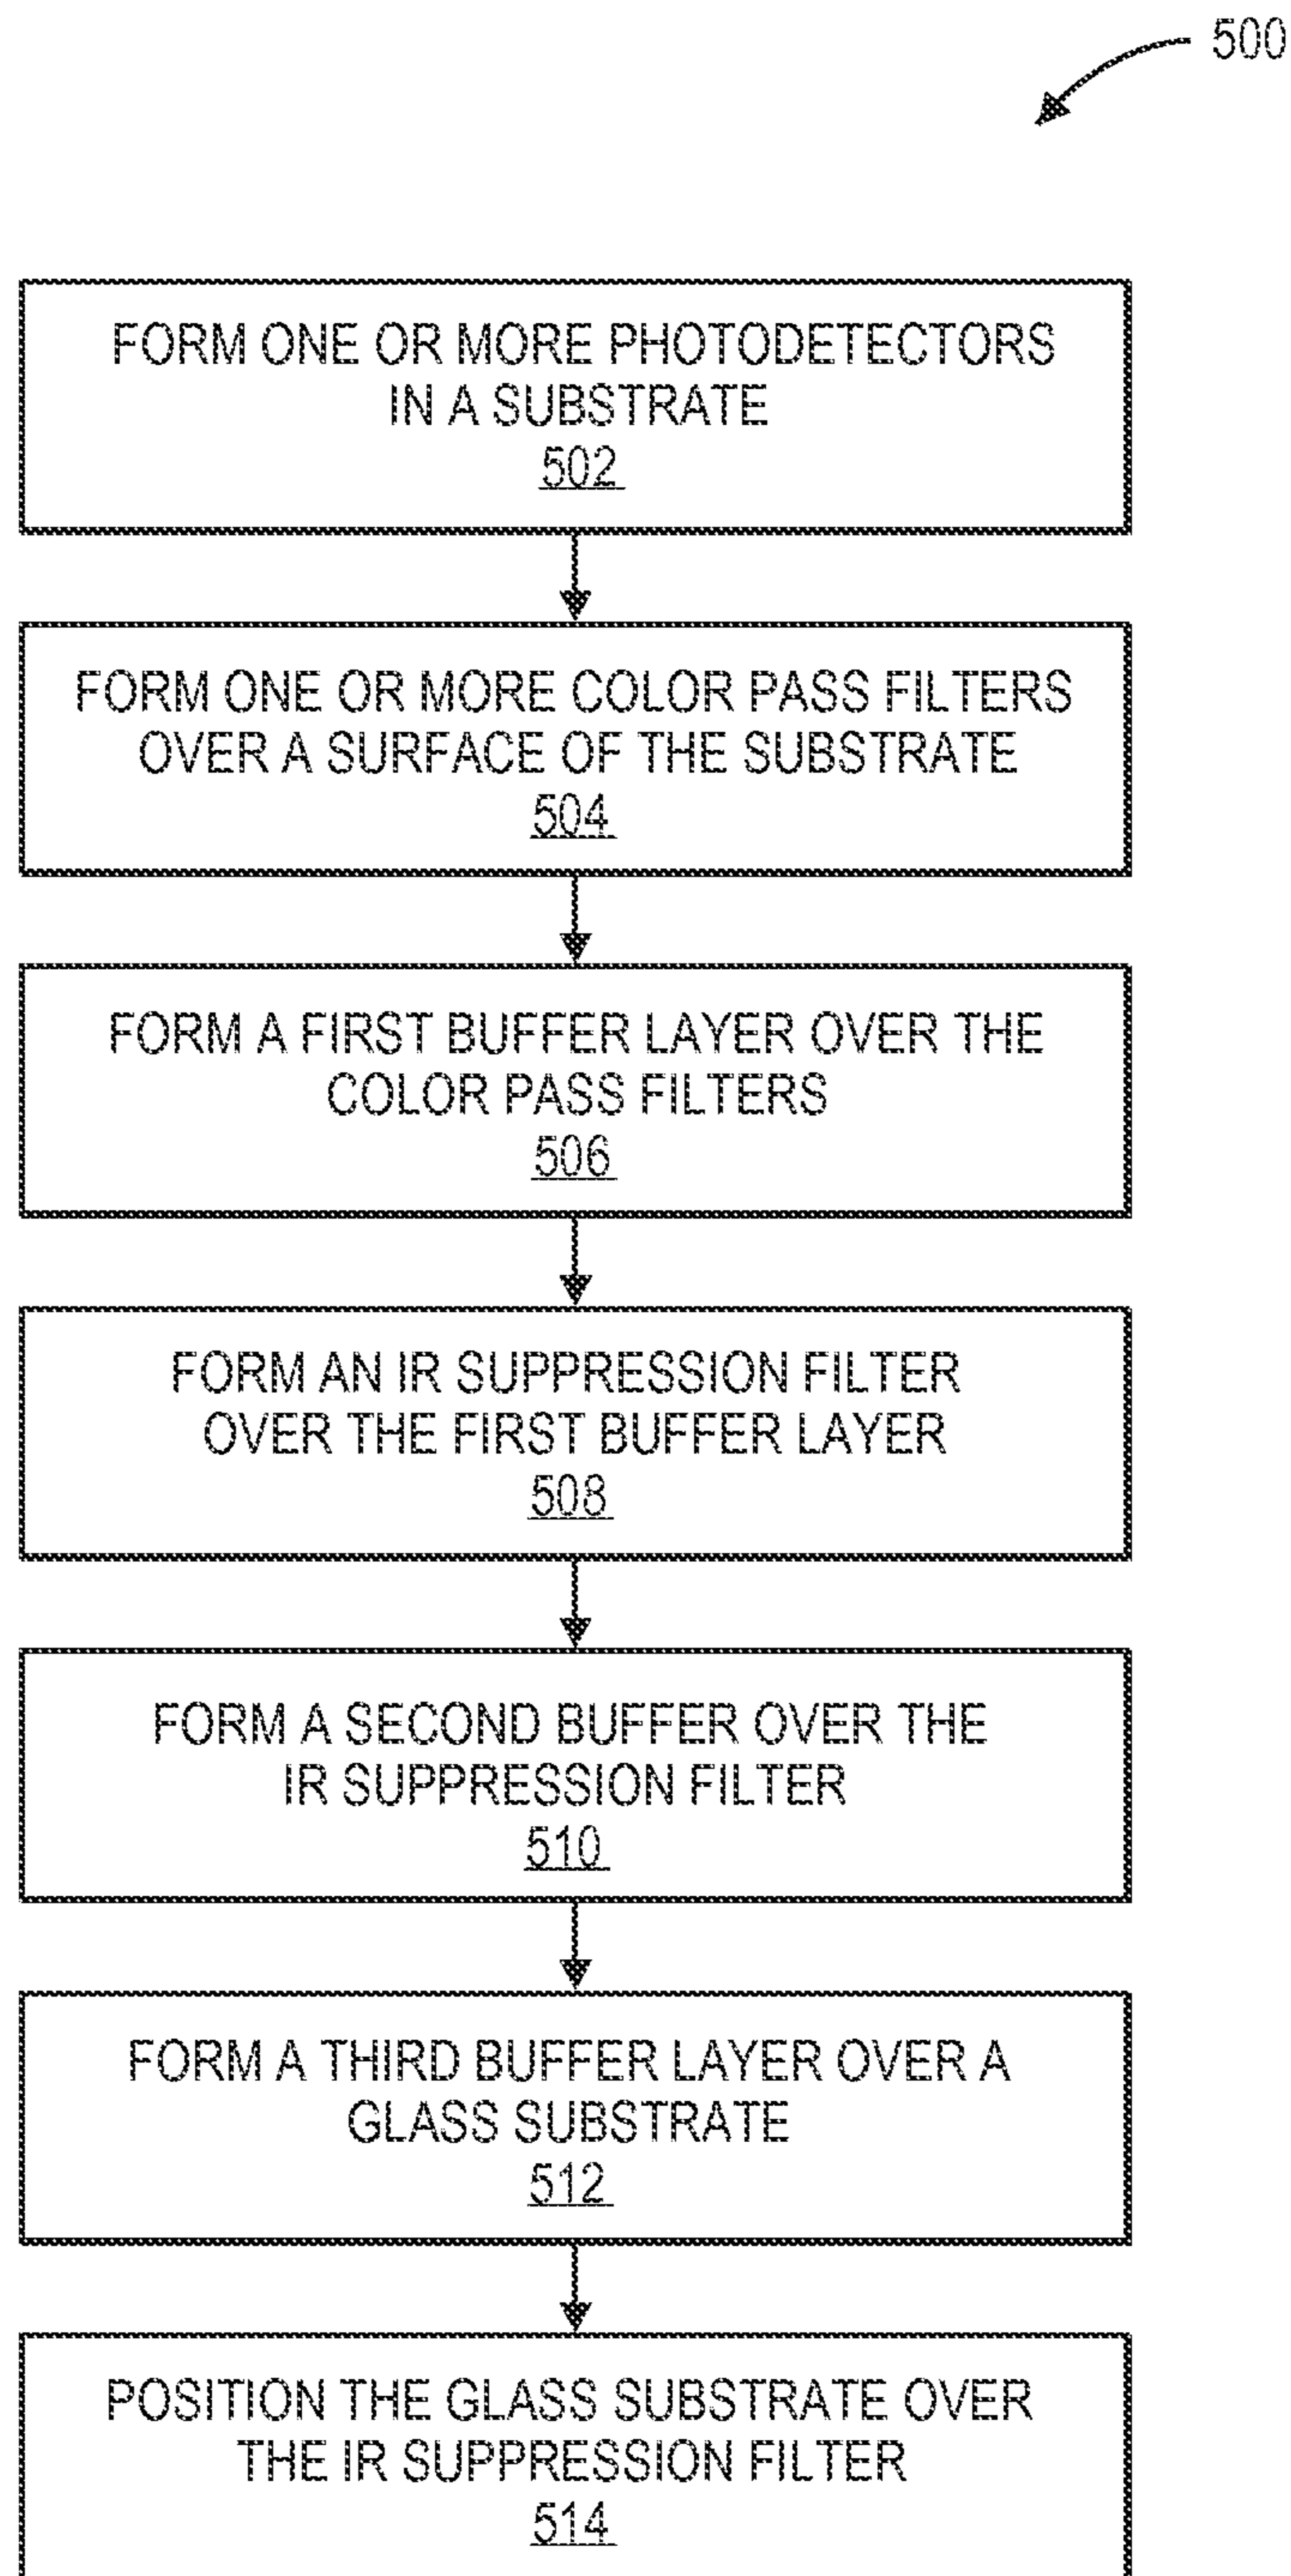 500
FORM ONE OR MORE PHOTODETECTORS
IN A SUBSTRATE
502
FORM ONE OR MORE COLOR PASS FILTERS
OVER A SURFACE OF THE SUBSTRATE
504
FORM A FIRST BUFFER LAYER OVER THE
COLOR PASS FILTERS
506
FORM AN IR SUPPRESSION FILTER
OVER THE FIRST BUFFER LAYER
508
FORM A SECOND BUFFER OVER THE
IR SUPPRESSION FILTER
510
FORM A THIRD BUFFER LAYER OVER A
GLASS SUBSTRATE
512
POSITION THE GLASS SUBSTRATE OVER
THE IR SUPPRESSION FILTER
514